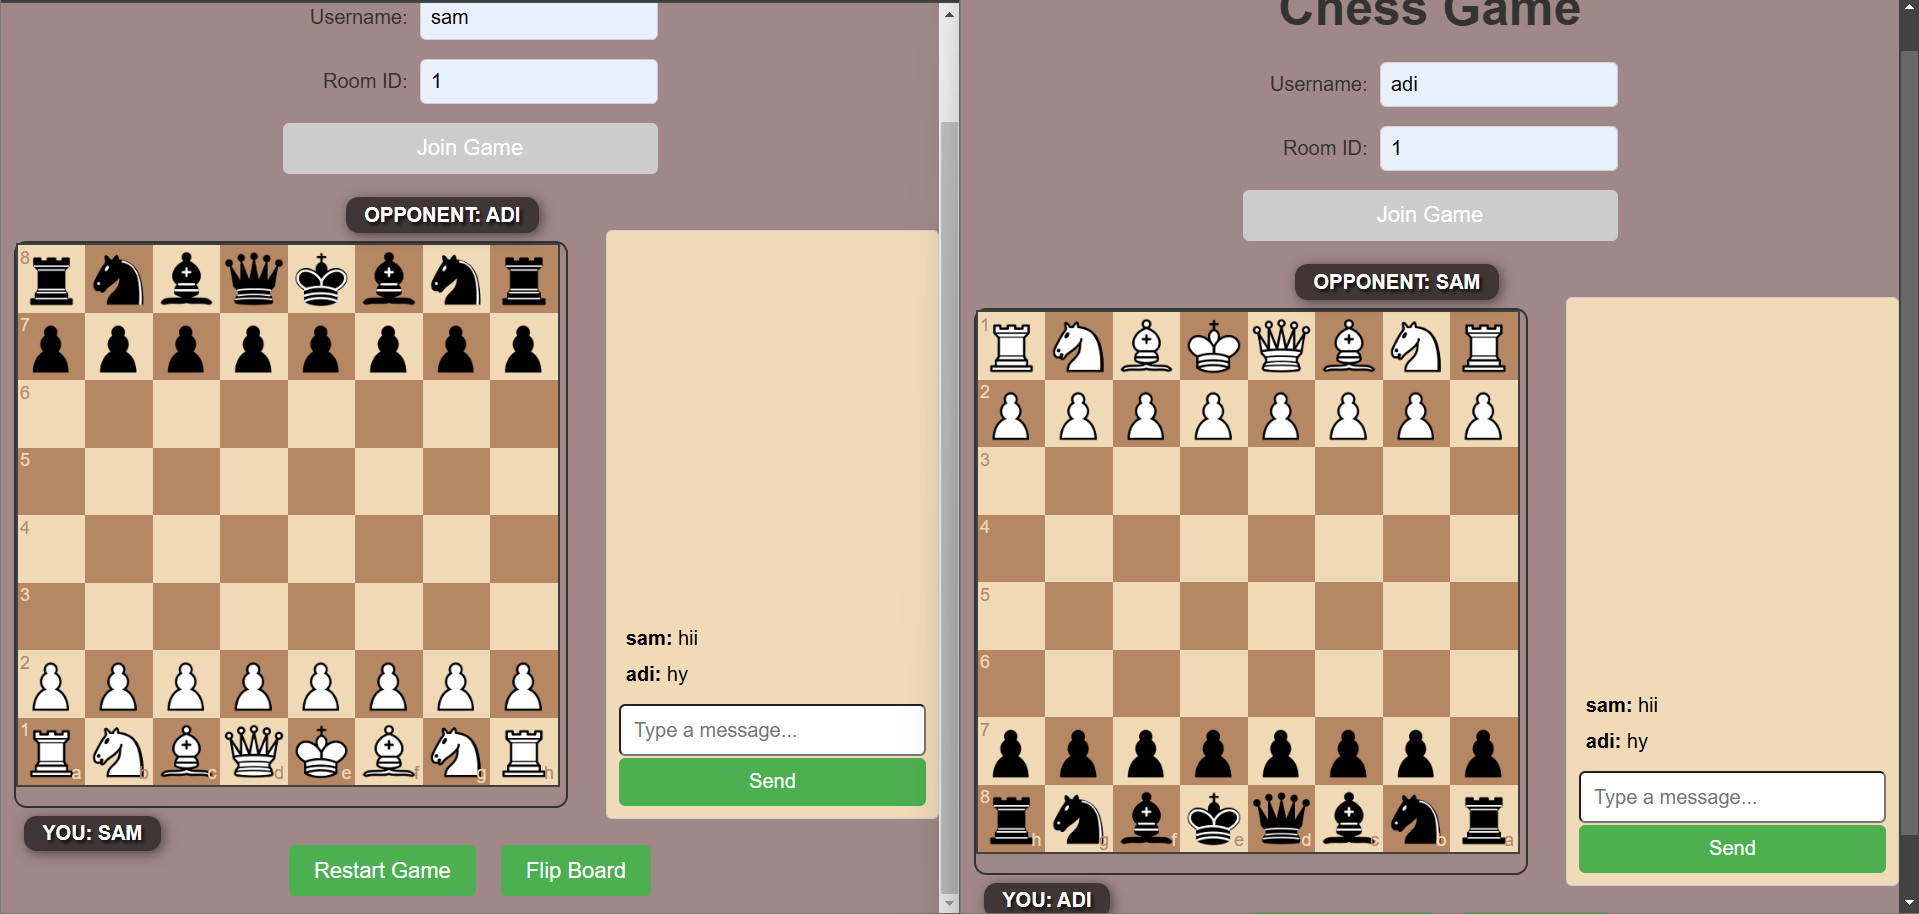 Username: sam
Room ID: 1
Join Game
OPPONENT: ADI
8
7
6
5
4
3
2
1
a b c d e f g h
sam: hii
adi: hy
Type a message...
Send
YOU: SAM
Restart Game
Flip Board
Chess Game
Username: adi
Room ID: 1
Join Game
OPPONENT: SAM
1
2
3
4
5
6
7
8
h g f e d c b a
sam: hii
adi: hy
Type a message...
Send
YOU: ADI